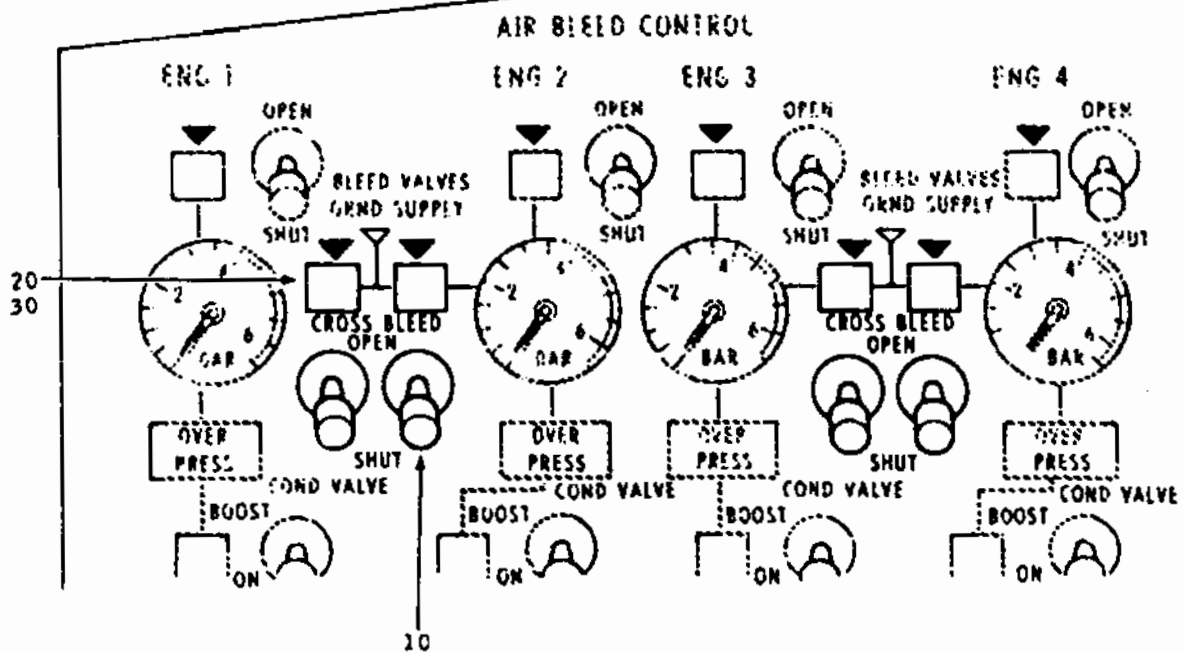 AIR BLEED CONTROL
ENG 1 ENG 2 ENG 3 ENG 4
OPEN OPEN OPEN OPEN
BLEED VALVES BLEED VALVES
GRND SUPPLY GRND SUPPLY
SHUT SHUT SHUT SHUT
4 4 4 4
20
30
2 2 2 2
6 6 6 6
CROSS BLEED CROSS BLEED
OPEN OPEN
BAR BAR BAR BAR
OVER OVER OVER OVER
PRESS PRESS PRESS PRESS
SHUT SHUT
COND VALVE COND VALVE COND VALVE COND VALVE
BOOST BOOST BOOST BOOST
ON ON ON ON
10